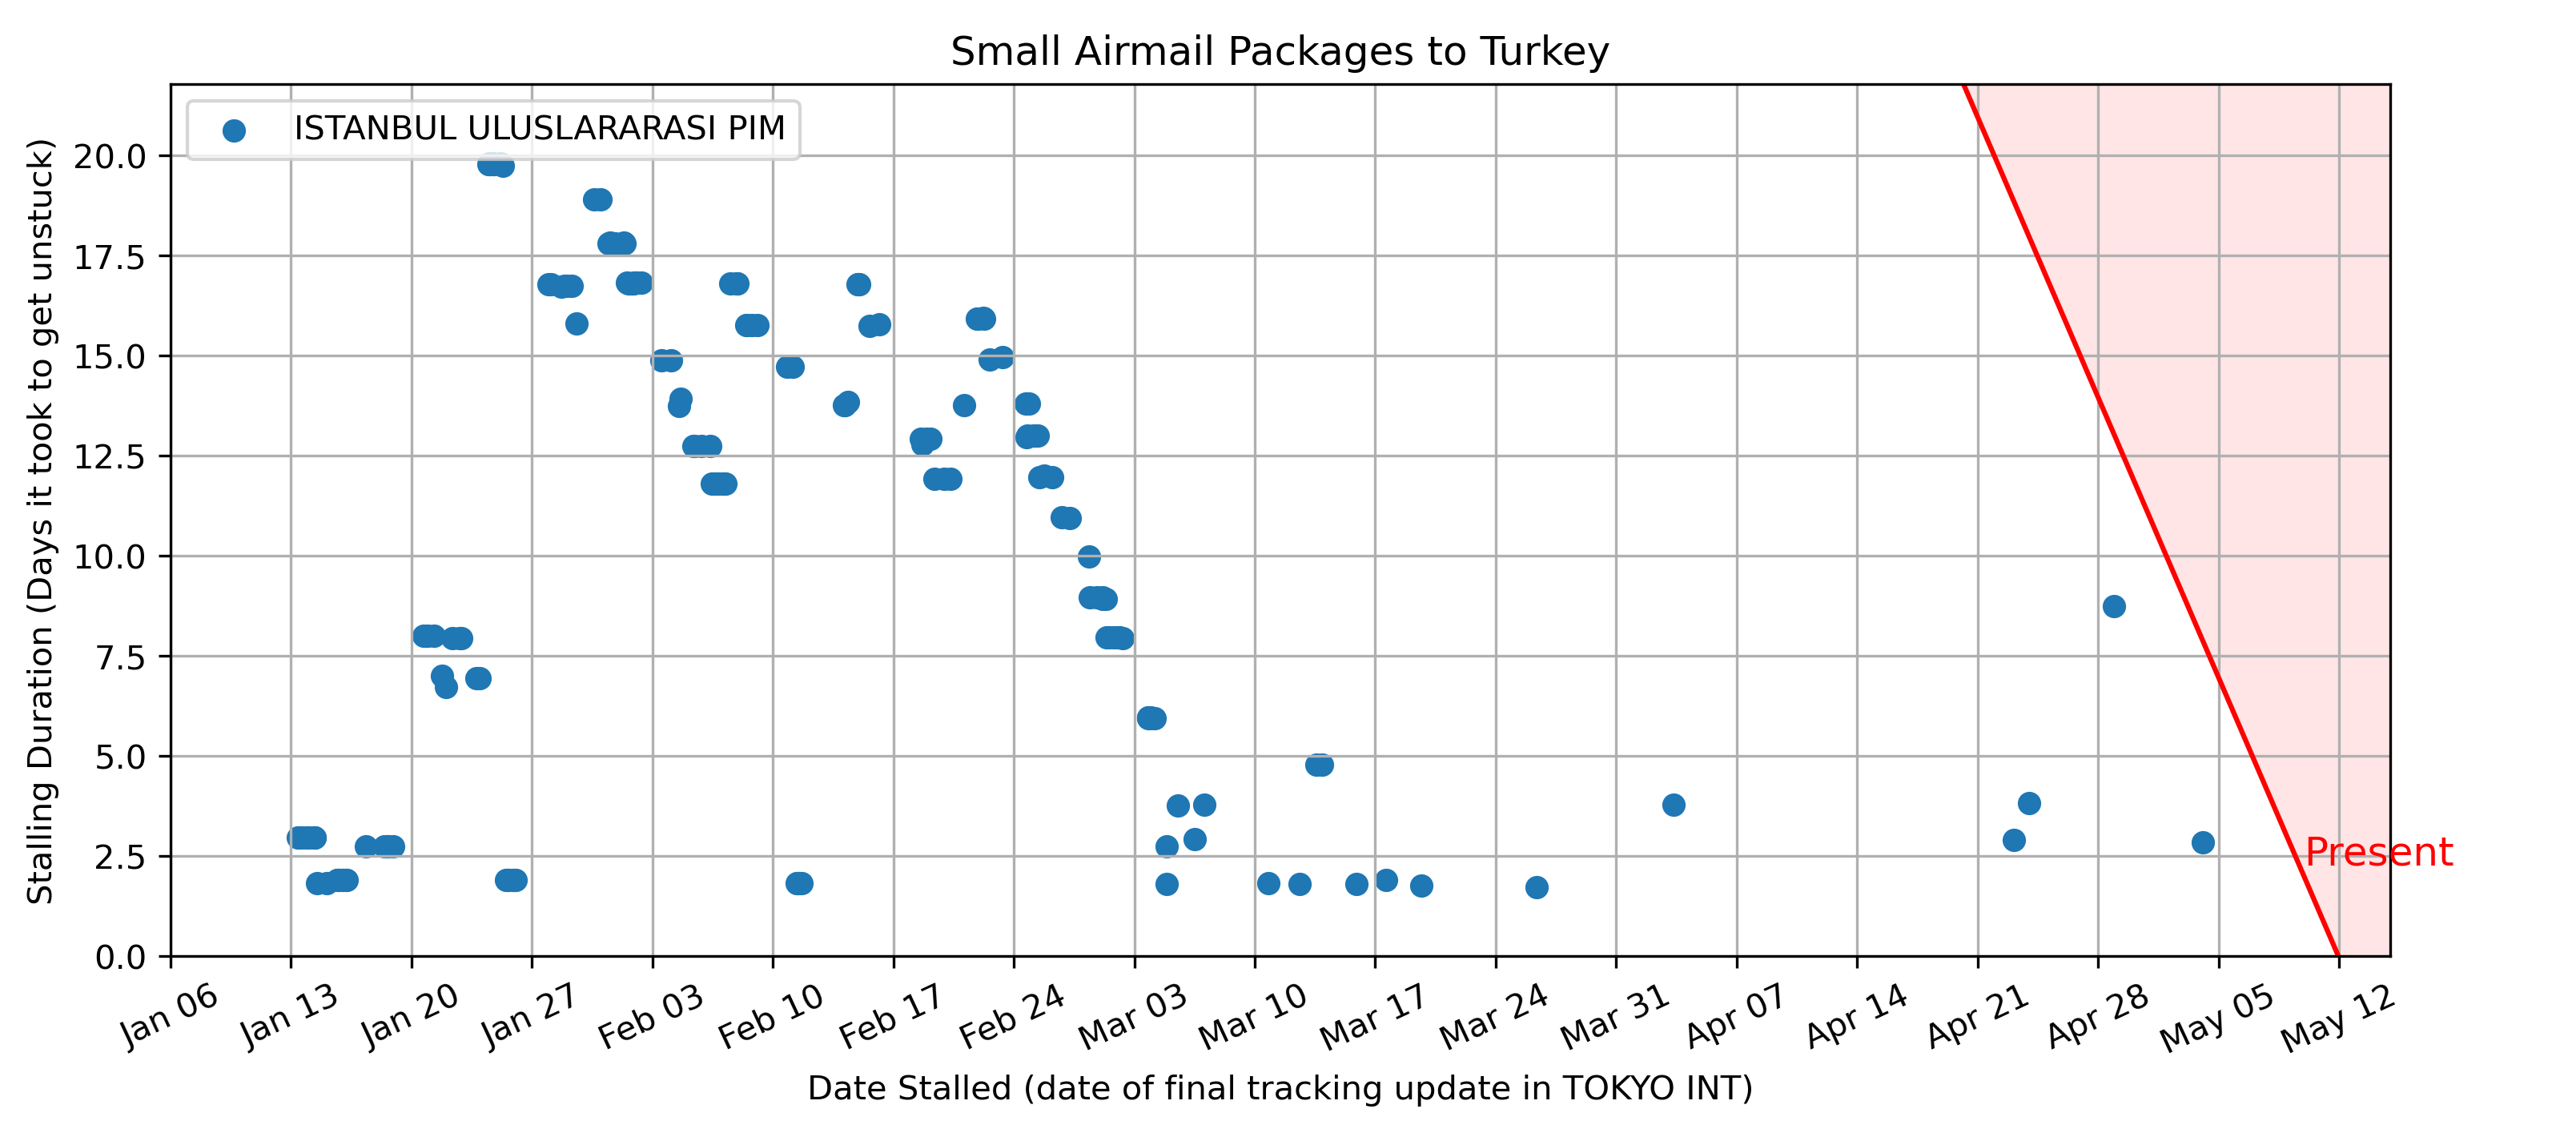 Small Airmail Packages to Turkey
ISTANBUL ULUSLARARASI PIM
Stalling Duration (Days it took to get unstuck)
20.0
17.5
15.0
12.5
10.0
7.5
5.0
2.5
0.0
Present
Jan 06
Jan 13
Jan 20
Jan 27
Feb 03
Feb 10
Feb 17
Feb 24
Mar 03
Mar 10
Mar 17
Mar 24
Mar 31
Apr 07
Apr 14
Apr 21
Apr 28
May 05
May 12
Date Stalled (date of final tracking update in TOKYO INT)